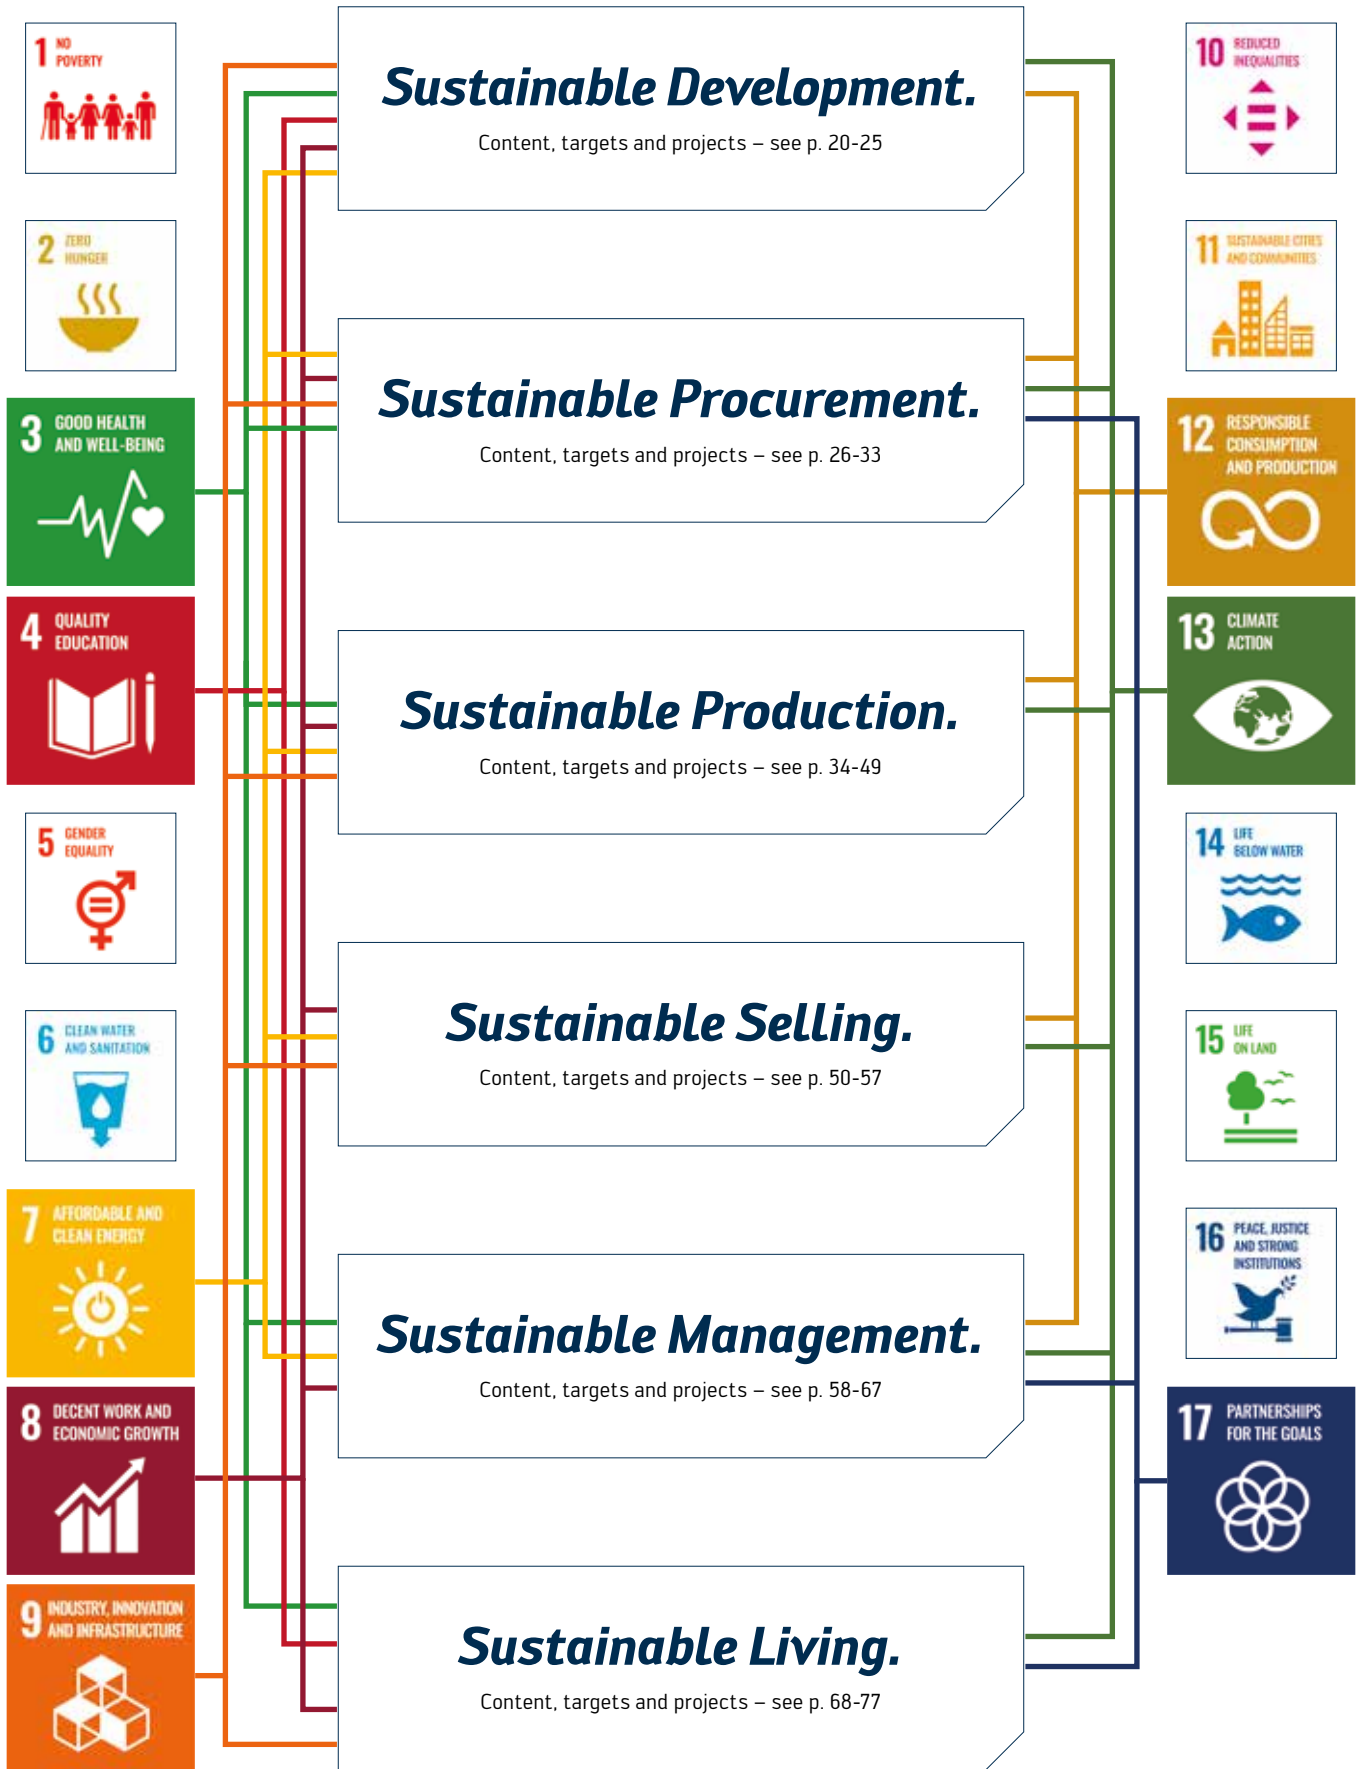 1 NO
POVERTY
2 ZERO
HUNGER
3 GOOD HEALTH
AND WELL-BEING
4 QUALITY
EDUCATION
5 GENDER
EQUALITY
6 CLEAN WATER
AND SANITATION
7 AFFORDABLE AND
CLEAN ENERGY
8 DECENT WORK AND
ECONOMIC GROWTH
9 INDUSTRY, INNOVATION
AND INFRASTRUCTURE
Sustainable Development.
Content, targets and projects – see p. 20-25
Sustainable Procurement.
Content, targets and projects – see p. 26-33
Sustainable Production.
Content, targets and projects – see p. 34-49
Sustainable Selling.
Content, targets and projects – see p. 50-57
Sustainable Management.
Content, targets and projects – see p. 58-67
Sustainable Living.
Content, targets and projects – see p. 68-77
10 REDUCED
INEQUALITIES
11 SUSTAINABLE CITIES
AND COMMUNITIES
12 RESPONSIBLE
CONSUMPTION
AND PRODUCTION
13 CLIMATE
ACTION
14 LIFE
BELOW WATER
15 LIFE
ON LAND
16 PEACE, JUSTICE
AND STRONG
INSTITUTIONS
17 PARTNERSHIPS
FOR THE GOALS